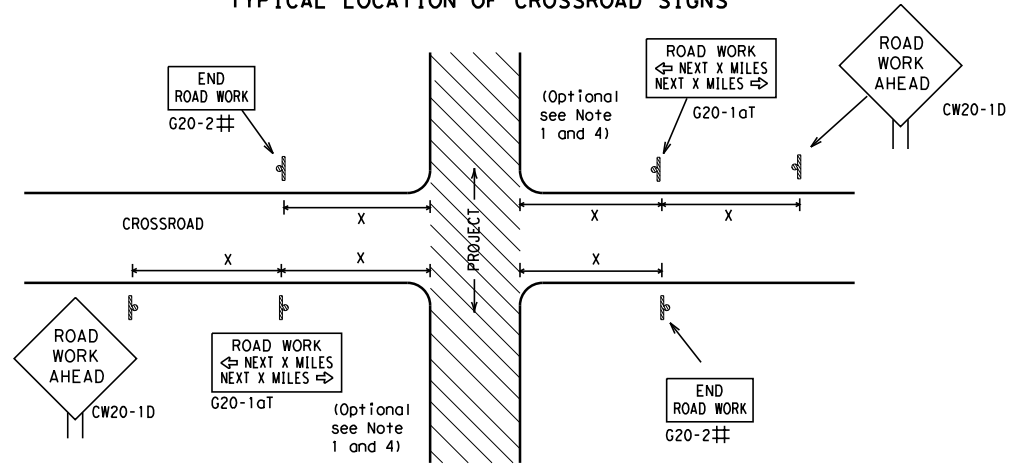 TYPICAL LOCATION OF CROSSROAD SIGNS
END
ROAD WORK
G20-2#
(Optional
see Note
1 and 4)
ROAD WORK
⇦ NEXT X MILES
NEXT X MILES ⇨
G20-1aT
ROAD
WORK
AHEAD
CW20-1D
X
X
X
CROSSROAD
PROJECT
X
X
X
ROAD
WORK
AHEAD
CW20-1D
ROAD WORK
⇦ NEXT X MILES
NEXT X MILES ⇨
G20-1aT
(Optional
see Note
1 and 4)
END
ROAD WORK
G20-2#